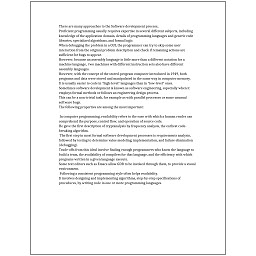 There are many approaches to the Software development process.
Proficient programming usually requires expertise in several different subjects, including
knowledge of the application domain, details of programming languages and generic code
libraries, specialized algorithms, and formal logic.
When debugging the problem in a GUI, the programmer can try to skip some user
interaction from the original problem description and check if remaining actions are
sufficient for bugs to appear.
However, because an assembly language is little more than a different notation for a
machine language, two machines with different instruction sets also have different
assembly languages.
However, with the concept of the stored-program computer introduced in 1949, both
programs and data were stored and manipulated in the same way in computer memory.
It is usually easier to code in "high-level" languages than in "low-level" ones.
Sometimes software development is known as software engineering, especially when it
employs formal methods or follows an engineering design process.
This can be a non-trivial task, for example as with parallel processes or some unusual
software bugs.
The following properties are among the most important:
In computer programming, readability refers to the ease with which a human reader can
comprehend the purpose, control flow, and operation of source code.
He gave the first description of cryptanalysis by frequency analysis, the earliest code-
breaking algorithm.
The first step in most formal software development processes is requirements analysis,
followed by testing to determine value modeling, implementation, and failure elimination
(debugging).
Trade-offs from this ideal involve finding enough programmers who know the language to
build a team, the availability of compilers for that language, and the efficiency with which
programs written in a given language execute.
Some text editors such as Emacs allow GDB to be invoked through them, to provide a visual
environment.
Following a consistent programming style often helps readability.
It involves designing and implementing algorithms, step-by-step specifications of
procedures, by writing code in one or more programming languages.